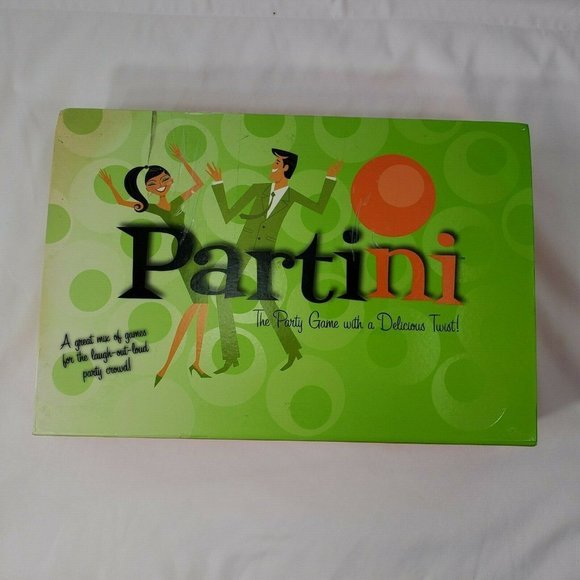 Partini
The Party Game with a Delicious Twist!
A great mix of games
for the laugh-out-loud
party crowd!